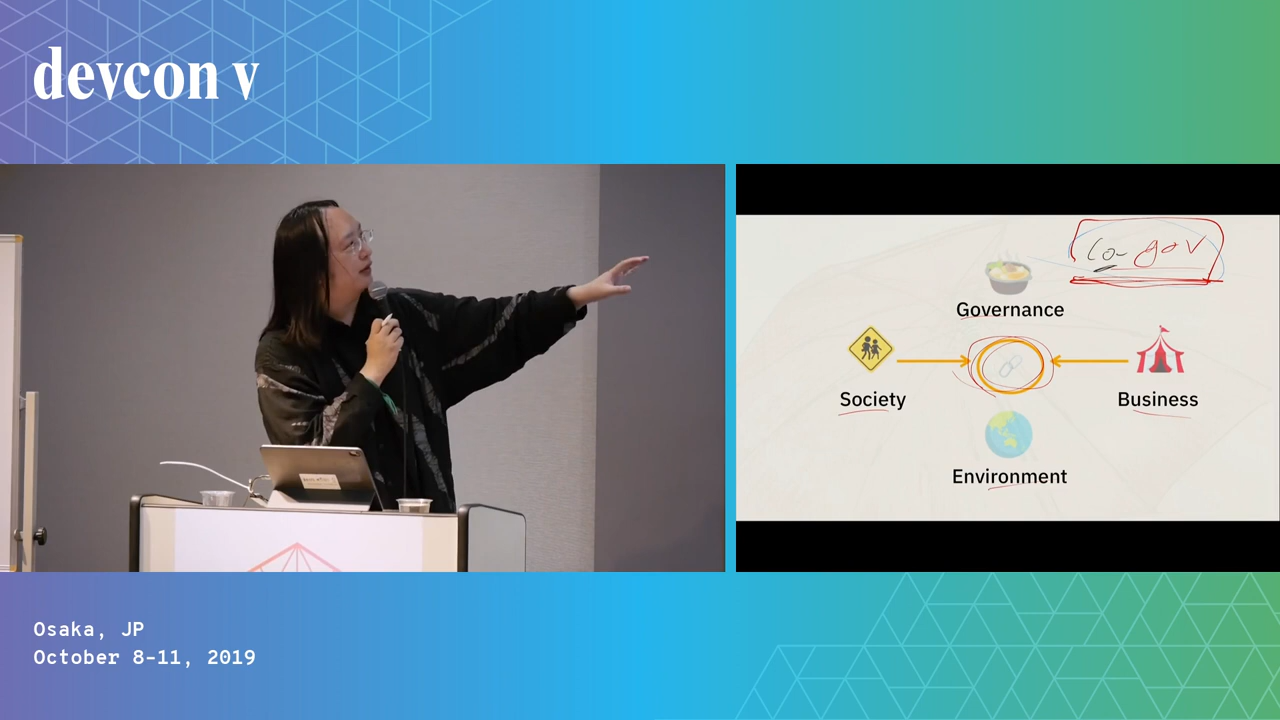 devcon v
co-gov
Governance
Society
Business
Environment
Osaka, JP
October 8-11, 2019